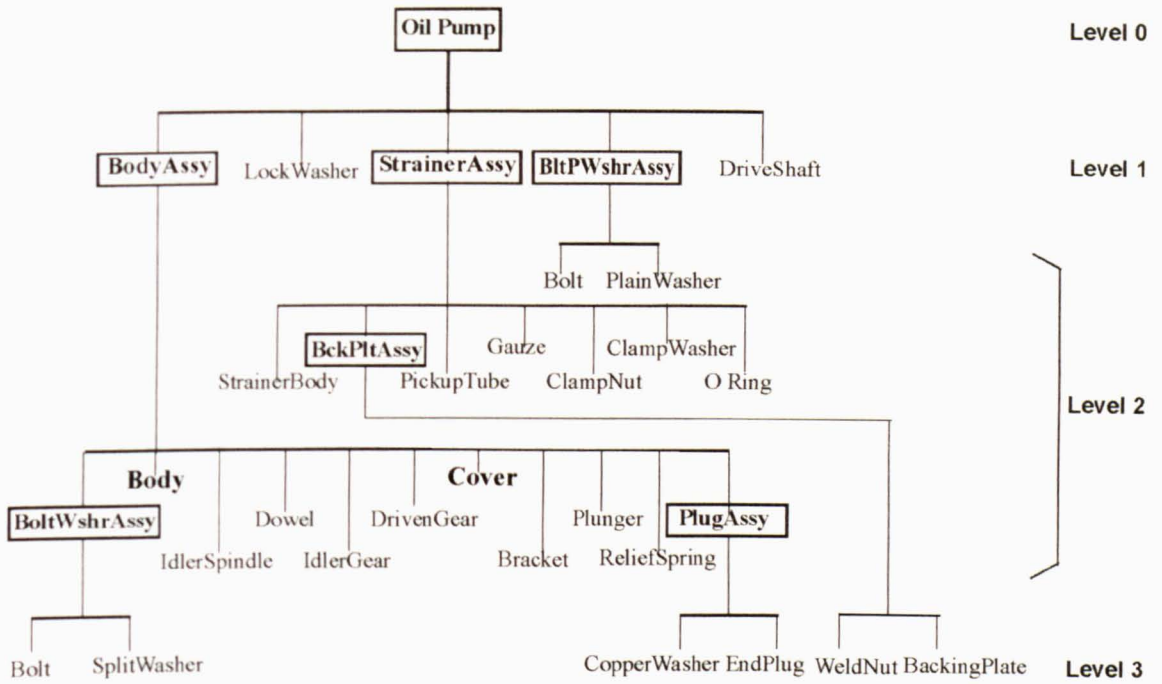 Oil Pump
Level 0
BodyAssy
LockWasher
StrainerAssy
BltPWshrAssy
DriveShaft
Level 1
Bolt
PlainWasher
BckPltAssy
Gauze
ClampWasher
StrainerBody
PickupTube
ClampNut
O Ring
Level 2
Body
Cover
BoltWshrAssy
Dowel
DrivenGear
Plunger
PlugAssy
IdlerSpindle
IdlerGear
Bracket
ReliefSpring
Bolt
SplitWasher
CopperWasher
EndPlug
WeldNut
BackingPlate
Level 3